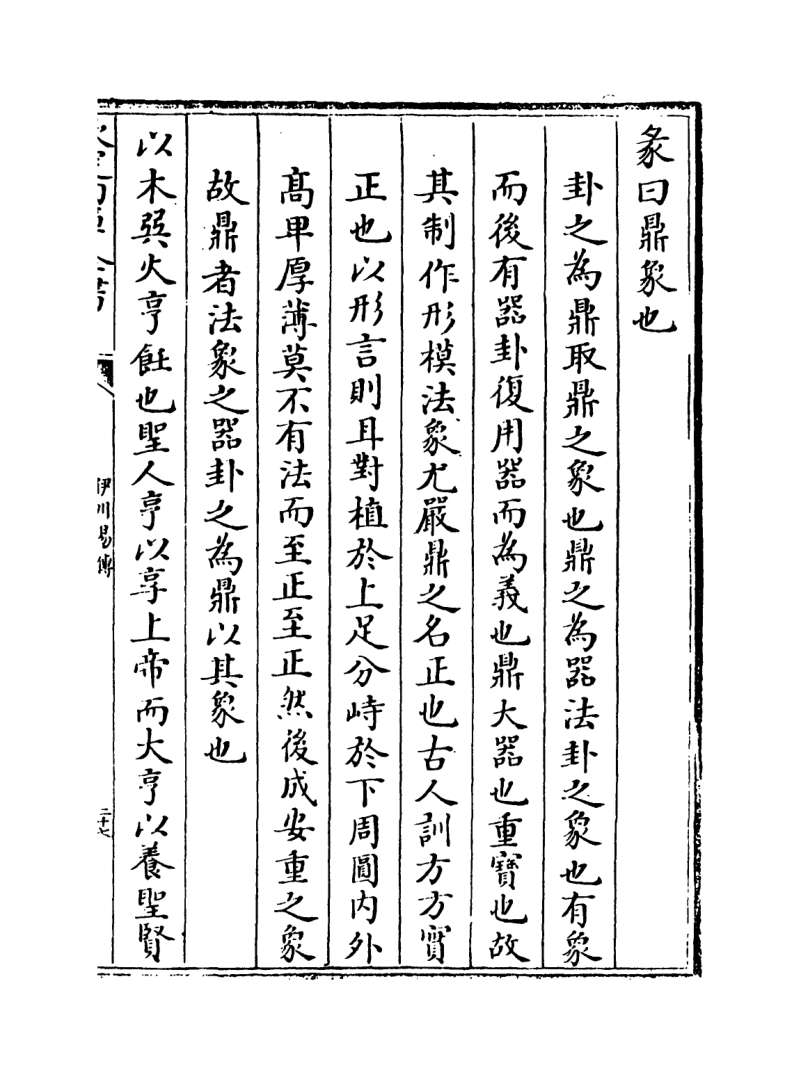 彖曰鼎象也
卦之為鼎取鼎之象也鼎之為器法卦之象也有象
而後有器卦復用器而為義也鼎大器也重寶也故
其制作形模法象尤嚴鼎之名正也古人訓方方實
正也以形言則耳對植於上足分峙於下周圓内外
髙卑厚薄莫不有法而至正至正然後成安重之象
故鼎者法象之器卦之為鼎以其象也
以木巽火亨飪也聖人亨以享上帝而大亨以養聖賢
伊川易傳
二十七